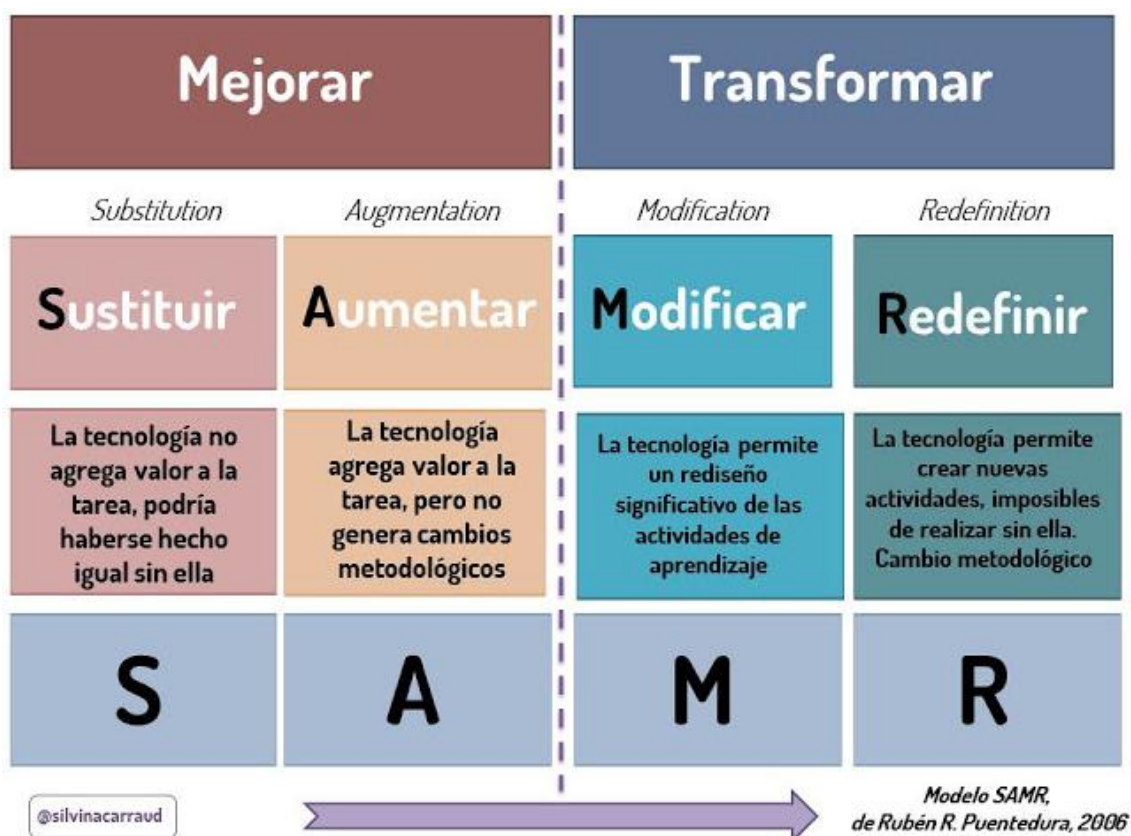 Mejorar
Transformar
Substitution
Augmentation
Modification
Redefinition
Sustituir
Aumentar
Modificar
Redefinir
La tecnología no
agrega valor a la
tarea, podría
haberse hecho
igual sin ella
La tecnología
agrega valor a la
tarea, pero no
genera cambios
metodológicos
La tecnología permite
un rediseño
significativo de las
actividades de
aprendizaje
La tecnología permite
crear nuevas
actividades, imposibles
de realizar sin ella.
Cambio metodológico
S
A
M
R
@silvinacarraud
Modelo SAMR,
de Rubén R. Puentedura, 2006